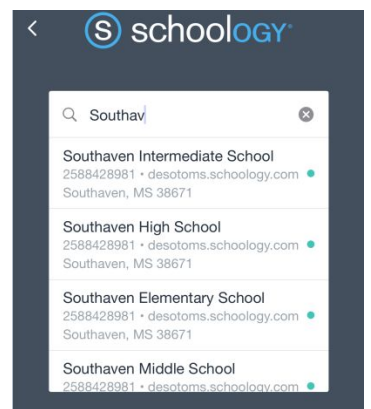 S schoology®
Southav
Southaven Intermediate School
2588428981 • desotoms.schoology.com
Southaven, MS 38671
Southaven High School
2588428981 • desotoms.schoology.com
Southaven, MS 38671
Southaven Elementary School
2588428981 • desotoms.schoology.com
Southaven, MS 38671
Southaven Middle School
2588428981 • desotoms.schoology.com